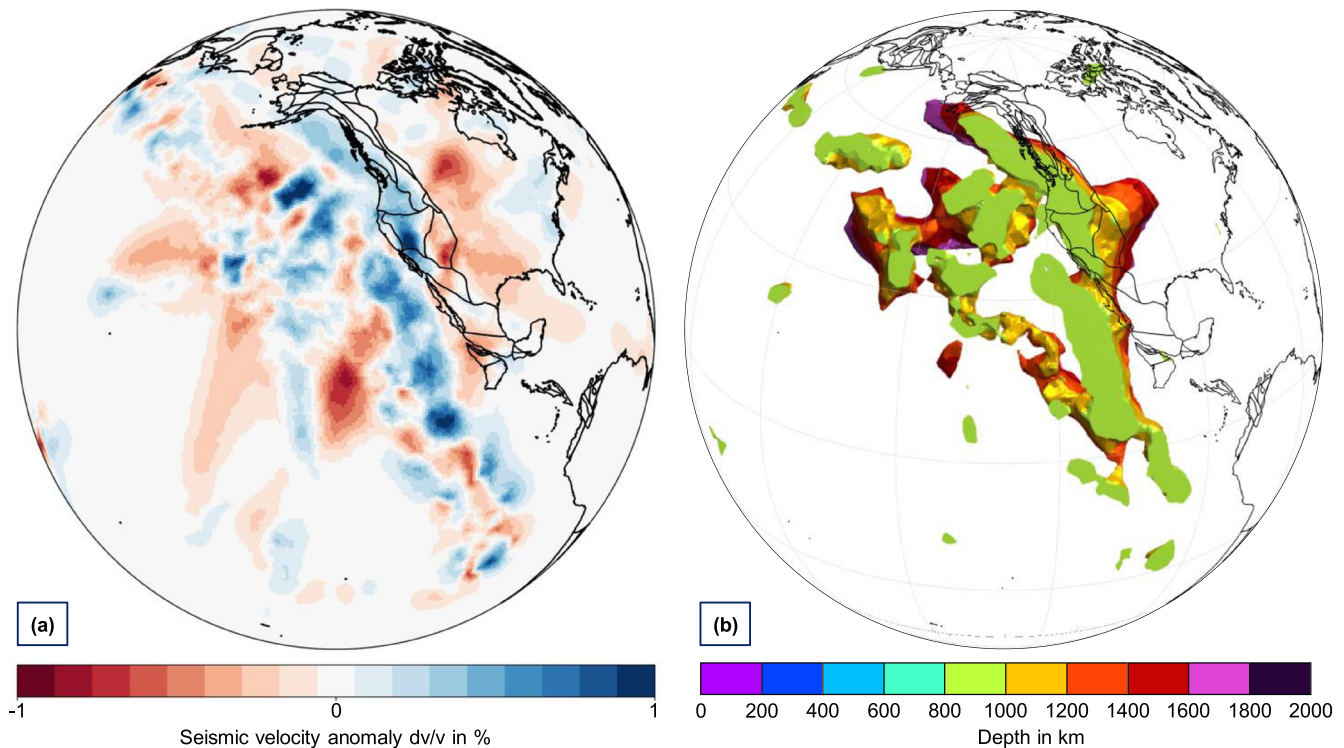 (a)
(b)
-1 0 1
Seismic velocity anomaly dv/v in %
0 200 400 600 800 1000 1200 1400 1600 1800 2000
Depth in km